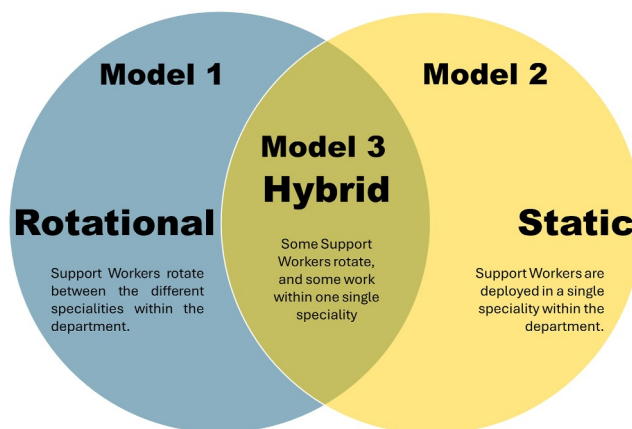 Model 1
Rotational
Support Workers rotate
between the different
specialities within the
department.
Model 3
Hybrid
Some Support
Workers rotate,
and some work
within one single
speciality
Model 2
Static
Support Workers are
deployed in a single
speciality within the
department.